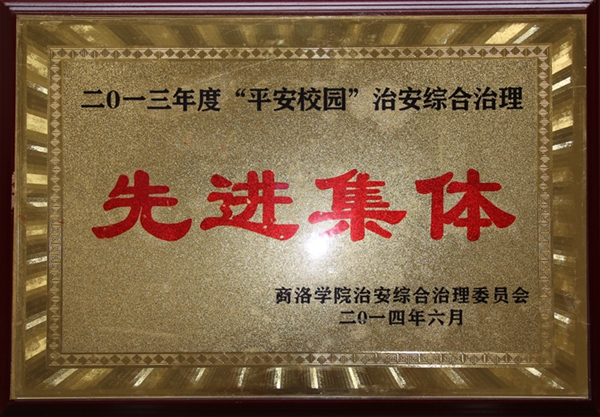 二〇一三年度“平安校园”治安综合治理
先进集体
商洛学院治安综合治理委员会
二〇一四年六月